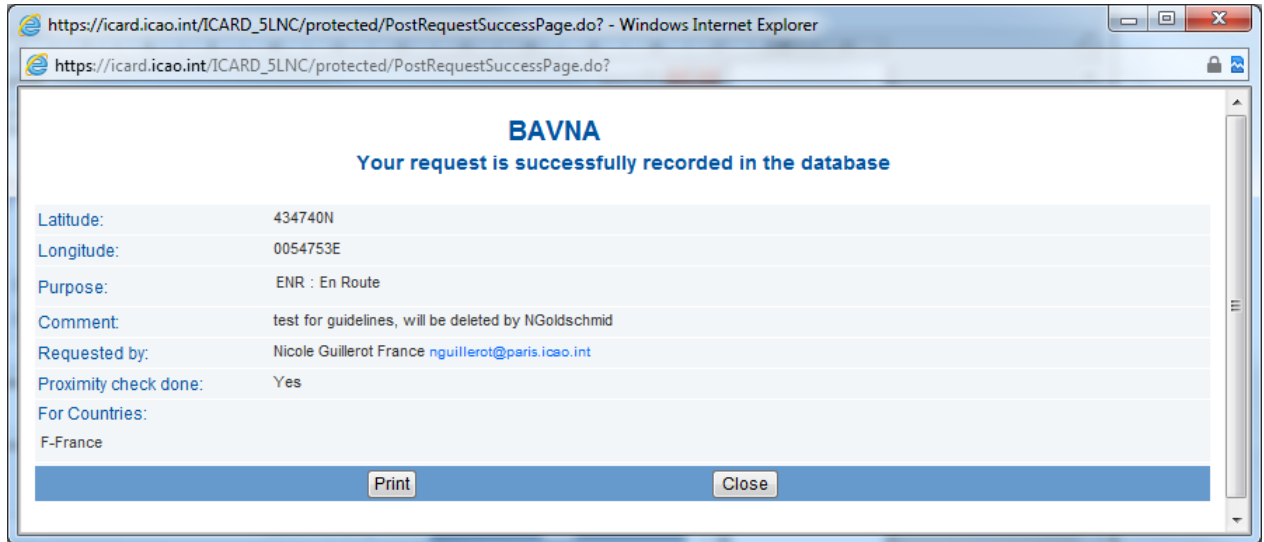 https://icard.icao.int/ICARD_5LNC/protected/PostRequestSuccessPage.do? - Windows Internet Explorer
https://icard.icao.int/ICARD_5LNC/protected/PostRequestSuccessPage.do?
BAVNA
Your request is successfully recorded in the database
Latitude: 434740N
Longitude: 0054753E
Purpose: ENR : En Route
Comment: test for guidelines, will be deleted by NGoldschmid
Requested by: Nicole Guillerot France nguillerot@paris.icao.int
Proximity check done: Yes
For Countries:
F-France
Print Close